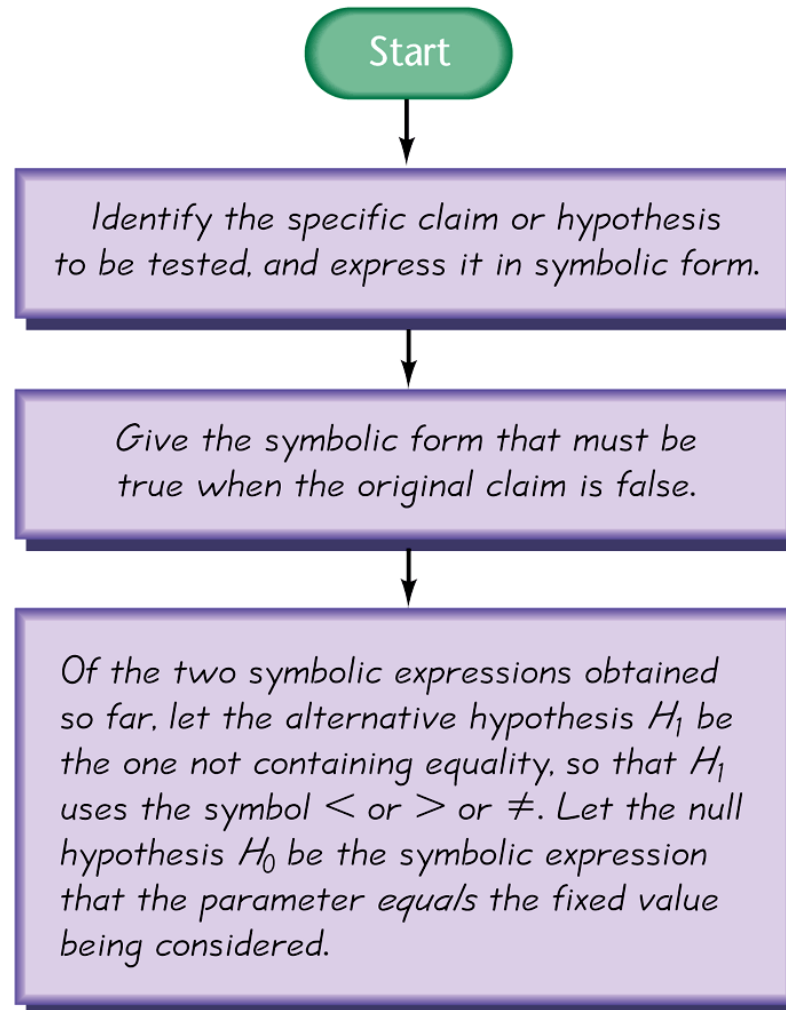 Start
Identify the specific claim or hypothesis
to be tested, and express it in symbolic form.
Give the symbolic form that must be
true when the original claim is false.
Of the two symbolic expressions obtained
so far, let the alternative hypothesis H₁ be
the one not containing equality, so that H₁
uses the symbol < or > or ≠. Let the null
hypothesis H₀ be the symbolic expression
that the parameter equals the fixed value
being considered.